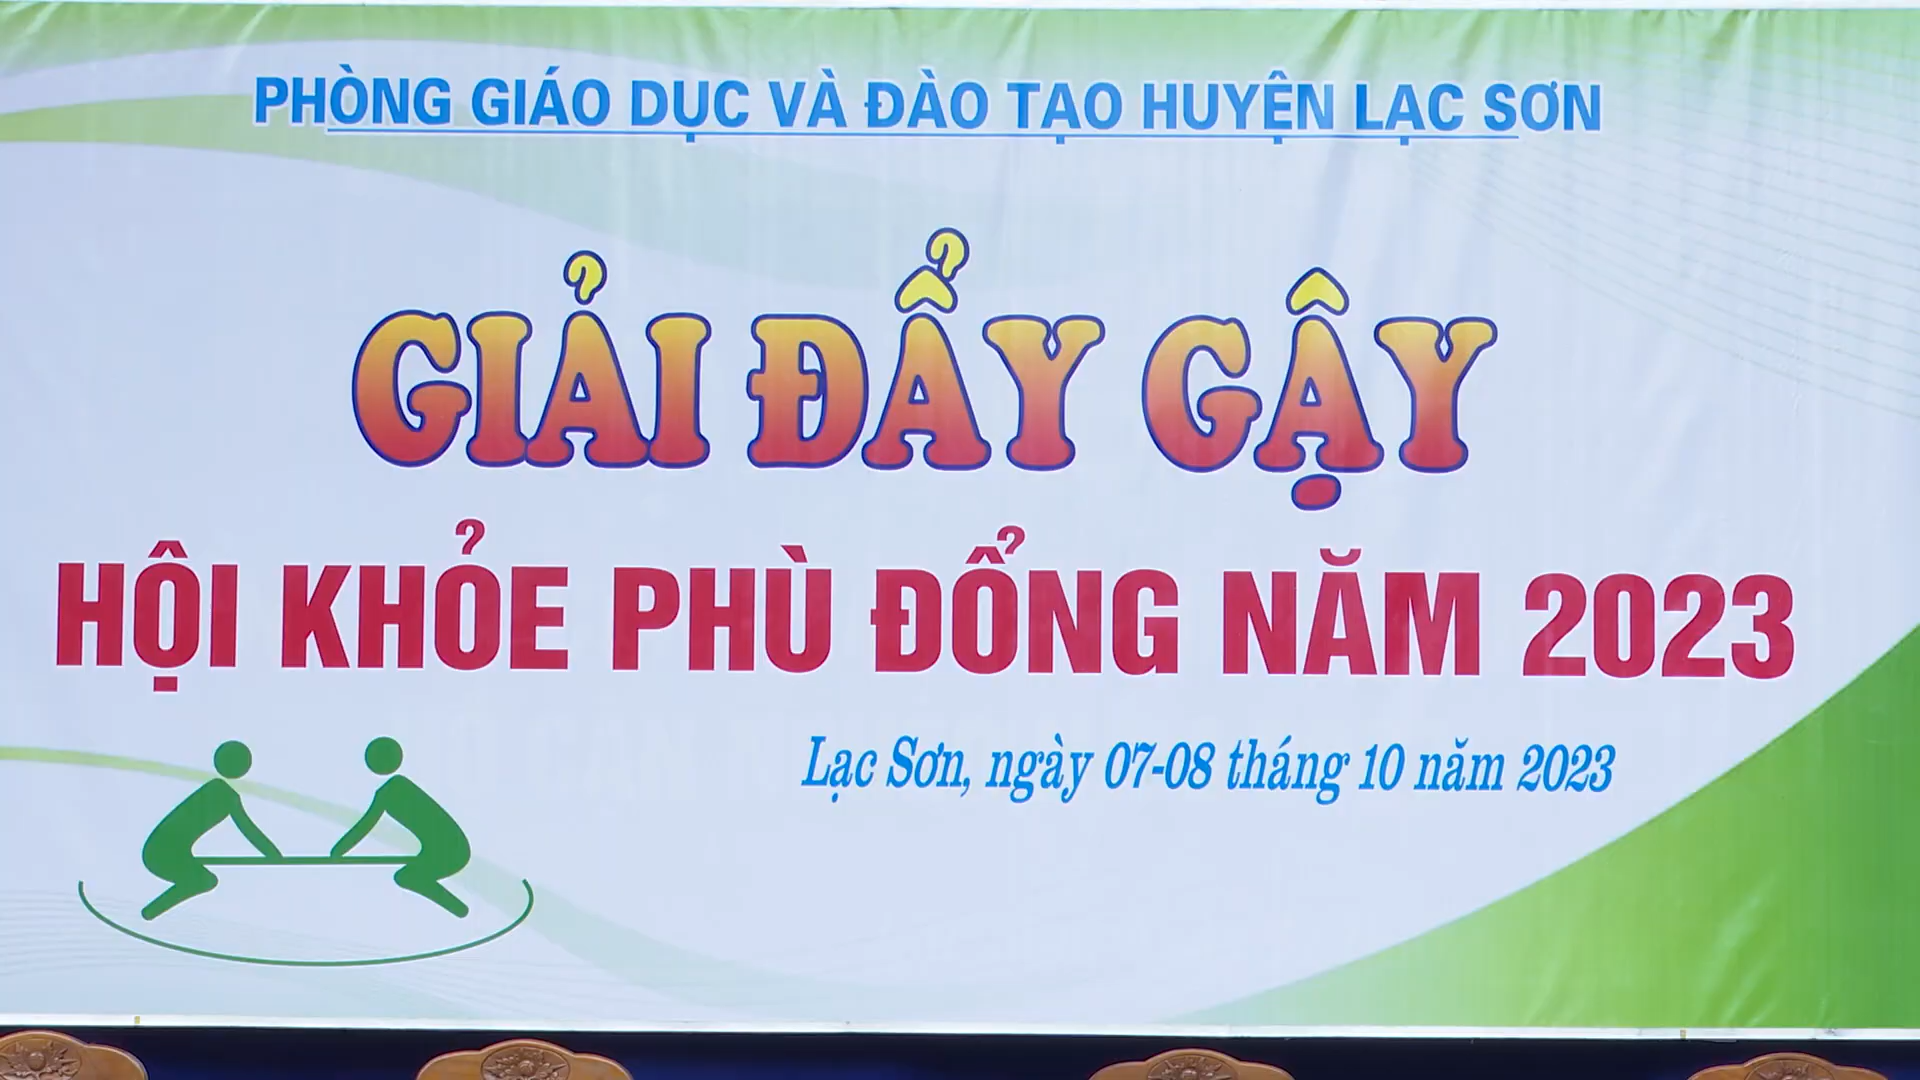 PHÒNG GIÁO DỤC VÀ ĐÀO TẠO HUYỆN LẠC SƠN
GIẢI ĐẨY GẬY
HỘI KHỎE PHÙ ĐỔNG NĂM 2023
Lạc Sơn, ngày 07-08 tháng 10 năm 2023